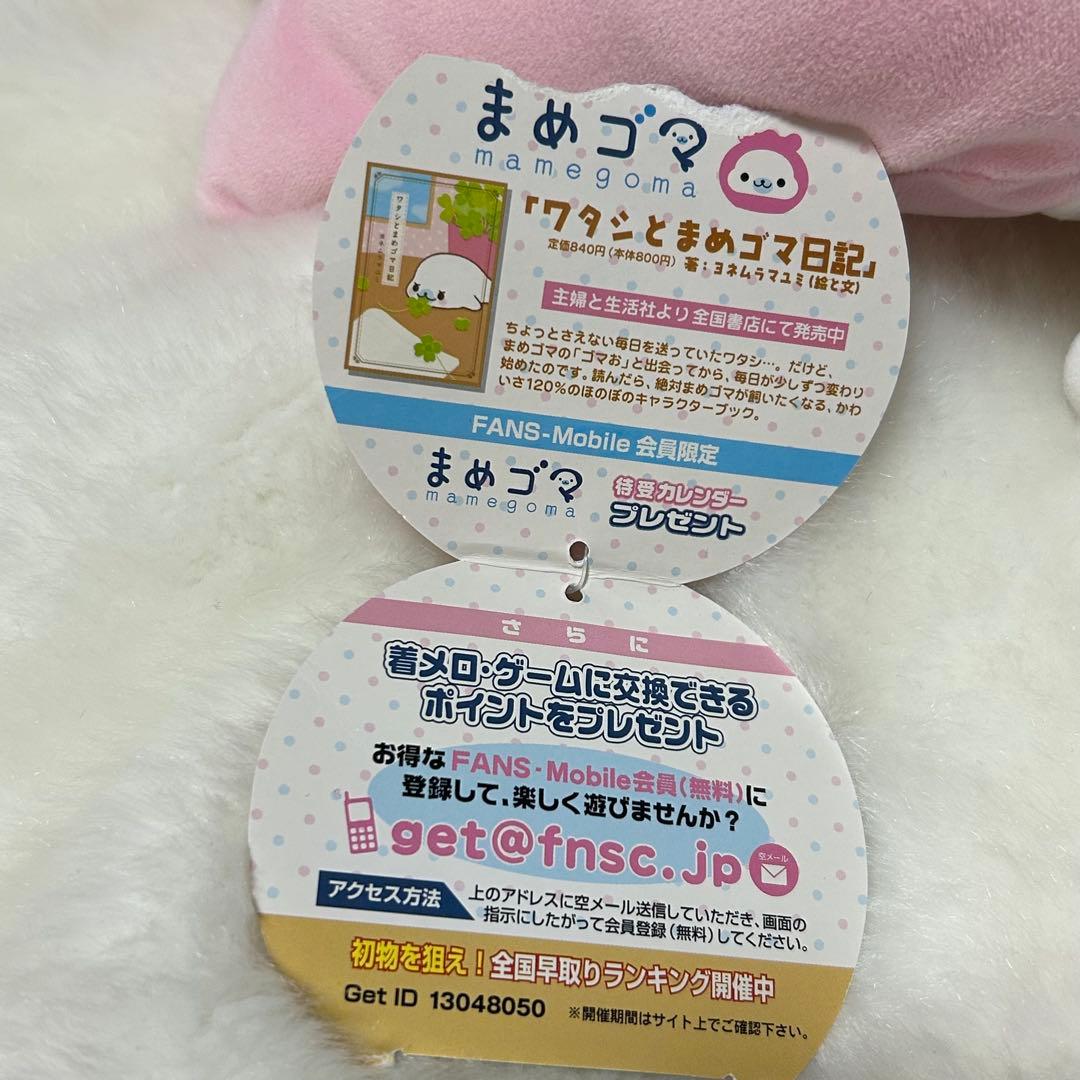 まめゴマ
mamegoma
ワタシとまめゴマ日記
「ワタシとまめゴマ日記」
定価840円(本体800円) 著:ヨネムラマユミ(絵と文)
主婦と生活社より全国書店にて発売中
ちょっとさえない毎日を送っていたワタシ…。だけど、
まめゴマの「ゴマお」と出会ってから、毎日が少しずつ変わり
始めたのです。読んだら、絶対まめゴマが飼いたくなる、かわ
いさ120%のほのぼのキャラクターブック。
FANS-Mobile 会員限定
まめゴマ
mamegoma
待受カレンダー
プレゼント
さらに
着メロ・ゲームに交換できる
ポイントをプレゼント
お得なFANS-Mobile会員(無料)に
登録して、楽しく遊びませんか?
get@fnsc.jp
空メール
アクセス方法
上のアドレスに空メール送信していただき、画面の
指示にしたがって会員登録(無料)してください。
初物を狙え!全国早取りランキング開催中
Get ID 13048050 ※開催期間はサイト上でご確認下さい。